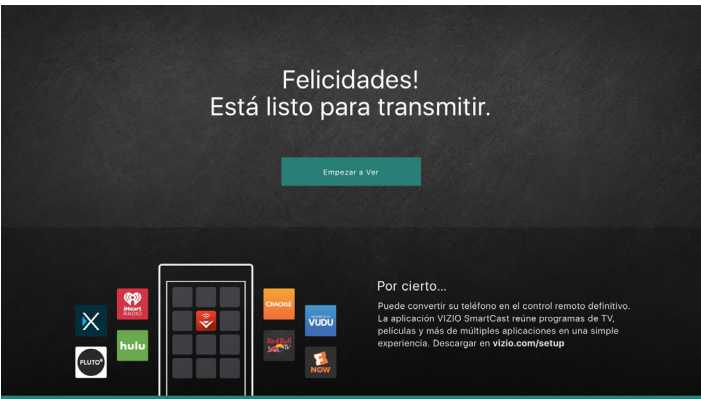 Felicidades!
Está listo para transmitir.
Empezar a Ver
iHeart
RADIO
CRACKLE
MOVIES & TV
VUDU
hulu
Red Bull
TV
PLUTO
NOW
Por cierto...
Puede convertir su teléfono en el control remoto definitivo.
La aplicación VIZIO SmartCast reúne programas de TV,
películas y más de múltiples aplicaciones en una simple
experiencia. Descargar en vizio.com/setup